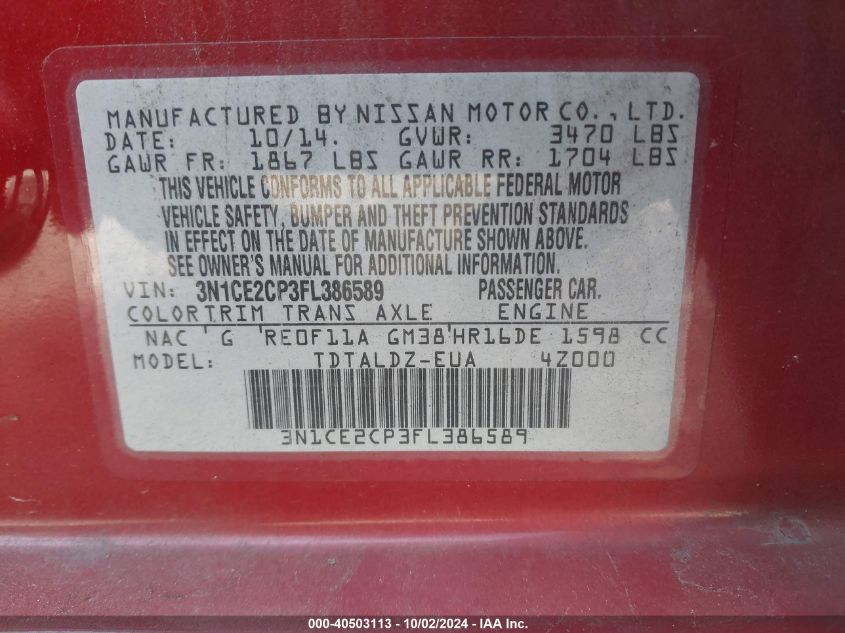 MANUFACTURED BY NISSAN MOTOR CO., LTD.
DATE: 10/14. GVWR: 3470 LBS
GAWR FR: 1867 LBS GAWR RR: 1704 LBS
THIS VEHICLE CONFORMS TO ALL APPLICABLE FEDERAL MOTOR
VEHICLE SAFETY, BUMPER AND THEFT PREVENTION STANDARDS
IN EFFECT ON THE DATE OF MANUFACTURE SHOWN ABOVE.
SEE OWNER'S MANUAL FOR ADDITIONAL INFORMATION.
VIN: 3N1CE2CP3FL386589 PASSENGER CAR.
COLOR TRIM TRANS AXLE ENGINE
NAC ' G ' RE0F11A GM38 ' HR16DE 1598 CC
MODEL: TDTALDZ-EUA 4Z000
3N1CE2CP3FL386589
000-40503113 - 10/02/2024 - IAA Inc.